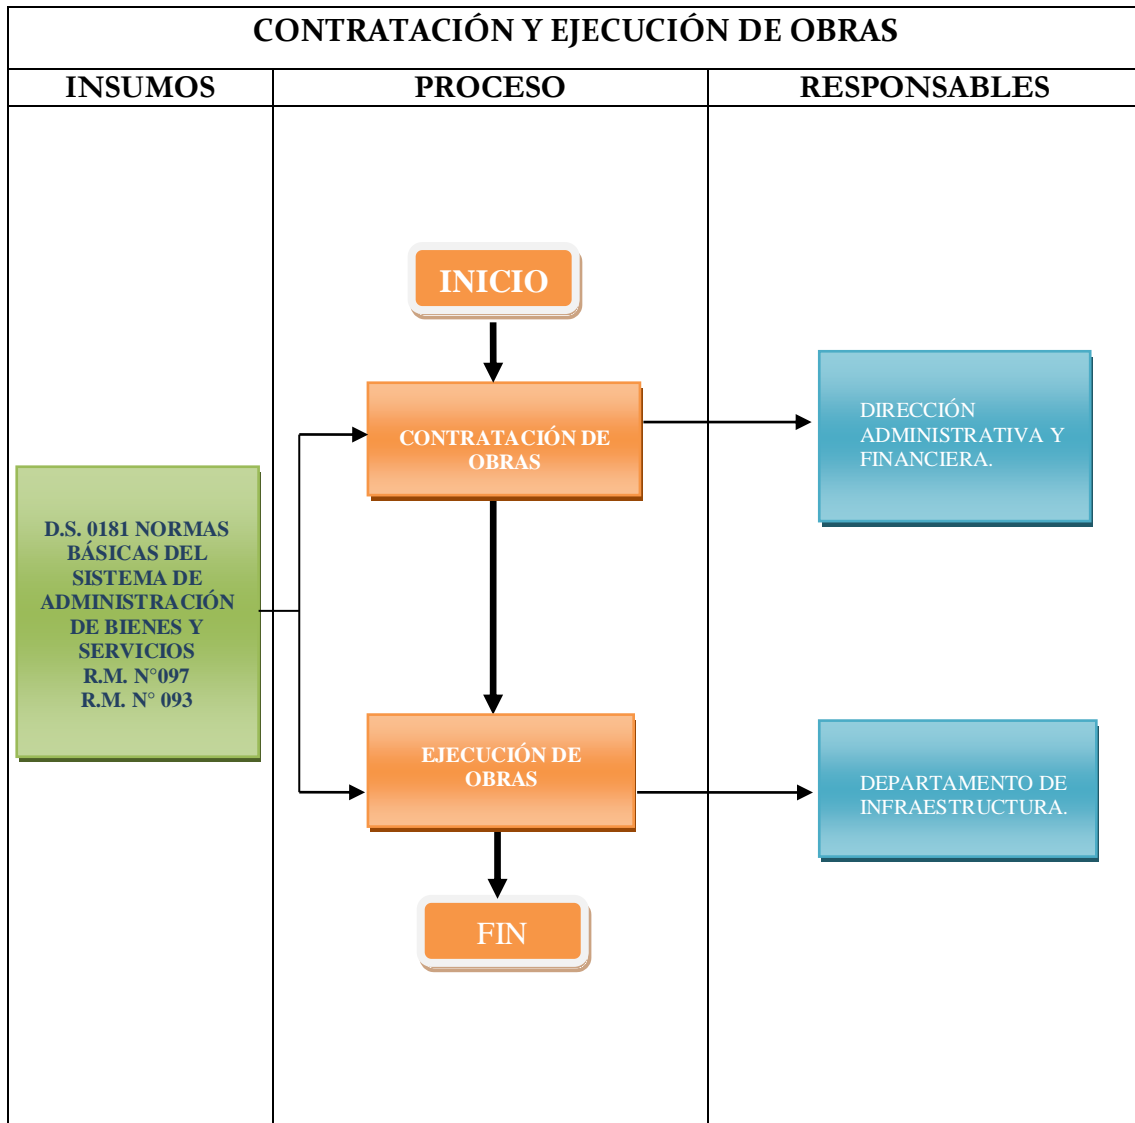 CONTRATACIÓN Y EJECUCIÓN DE OBRAS
INSUMOS
PROCESO
RESPONSABLES
INICIO
CONTRATACIÓN DE
OBRAS
DIRECCIÓN
ADMINISTRATIVA Y
FINANCIERA.
D.S. 0181 NORMAS
BÁSICAS DEL
SISTEMA DE
ADMINISTRACIÓN
DE BIENES Y
SERVICIOS
R.M. N°097
R.M. N° 093
EJECUCIÓN DE
OBRAS
DEPARTAMENTO DE
INFRAESTRUCTURA.
FIN